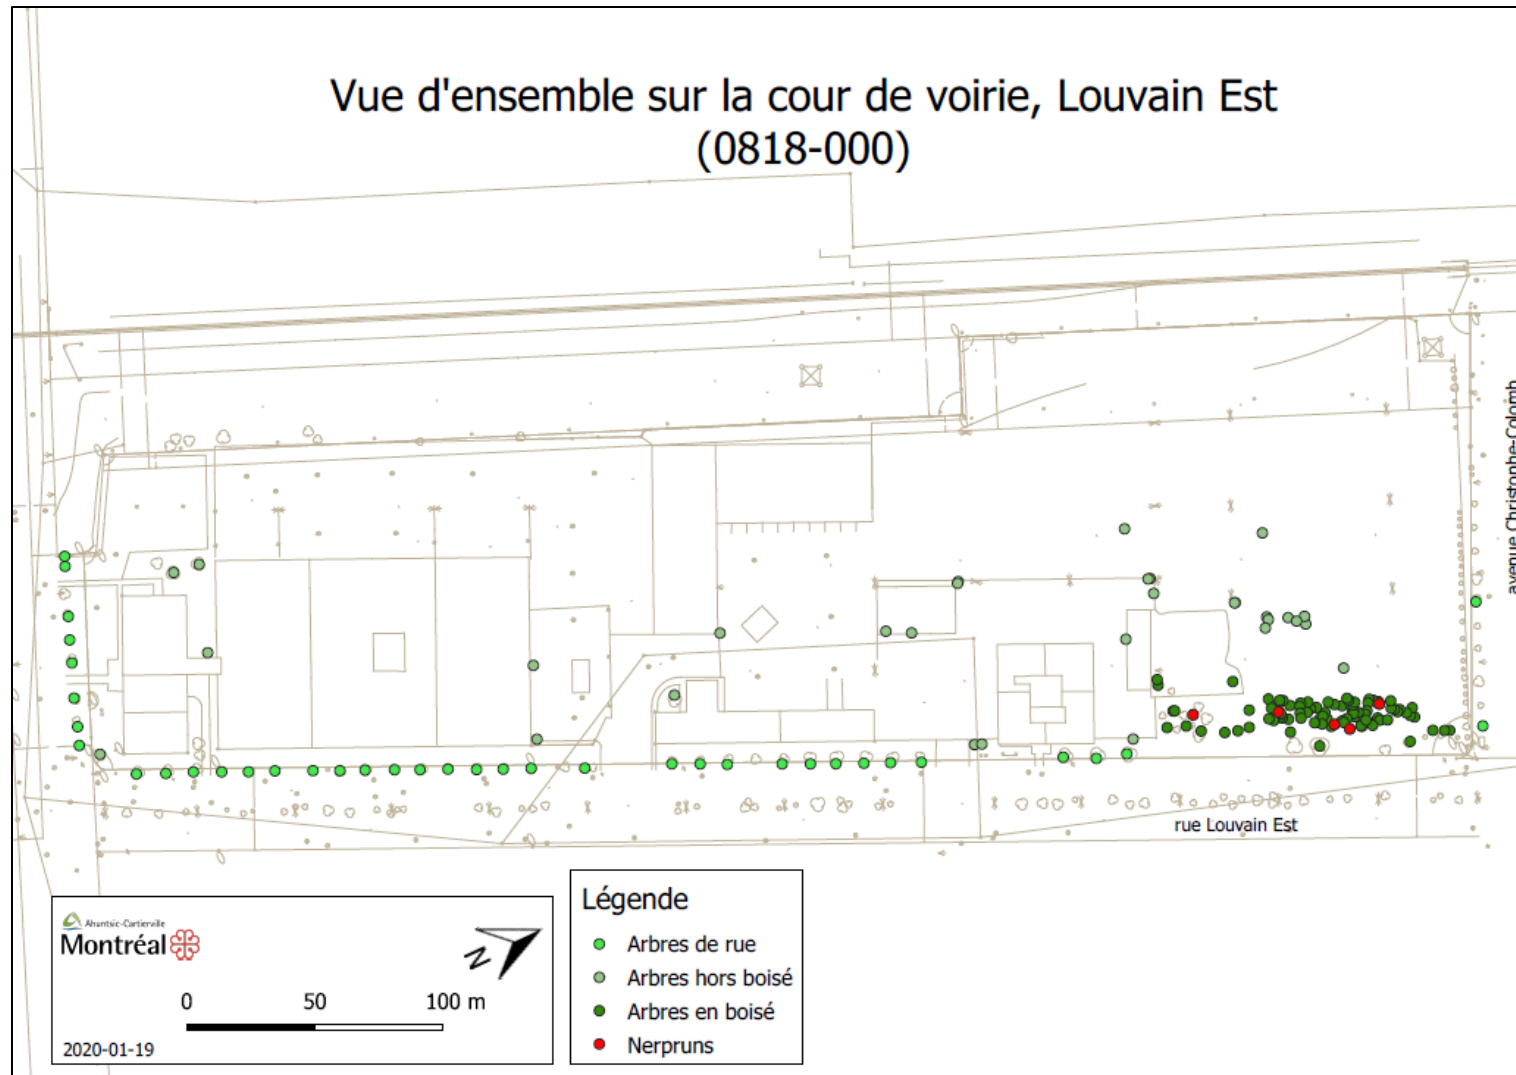 Vue d'ensemble sur la cour de voirie, Louvain Est
(0818-000)
avenue Christophe-Colomb
rue Louvain Est
Légende
Arbres de rue
Arbres hors boisé
Arbres en boisé
Nerpruns
Ahuntsic-Cartierville
Montréal
N
0 50 100 m
2020-01-19